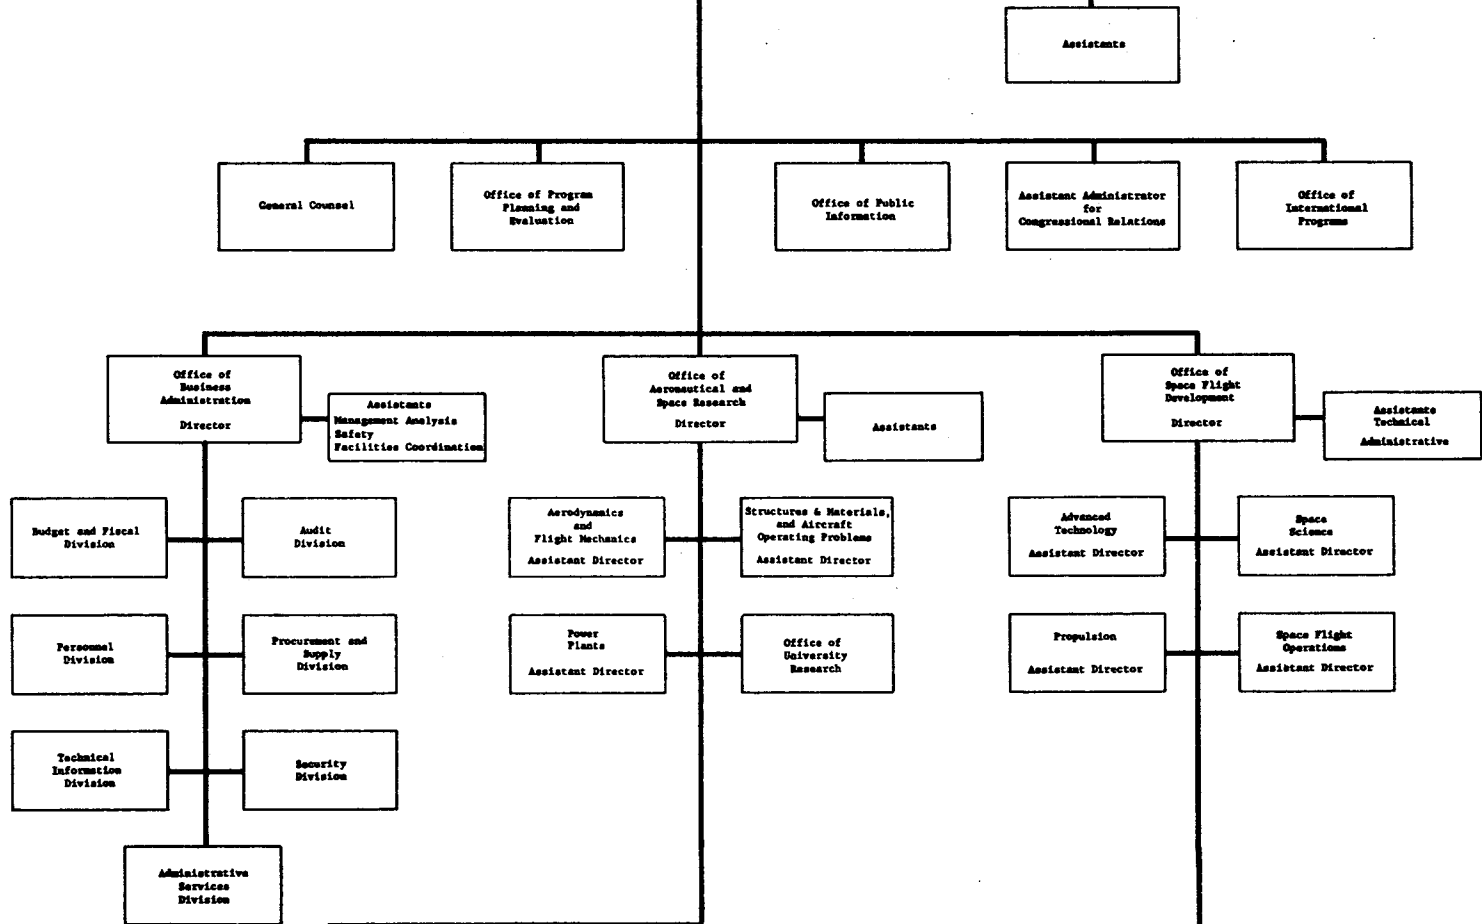 Assistants
General Counsel
Office of Program
Planning and
Evaluation
Office of Public
Information
Assistant Administrator
for
Congressional Relations
Office of
International
Programs
Office of
Business
Administration
Director
Assistants
Management Analysis
Safety
Facilities Coordination
Office of
Aeronautical and
Space Research
Director
Assistants
Office of
Space Flight
Development
Director
Assistants
Technical
Administrative
Budget and Fiscal
Division
Audit
Division
Aerodynamics
and
Flight Mechanics
Assistant Director
Structures & Materials,
and Aircraft
Operating Problems
Assistant Director
Advanced
Technology
Assistant Director
Space
Science
Assistant Director
Personnel
Division
Procurement and
Supply
Division
Power
Plants
Assistant Director
Office of
University
Research
Propulsion
Assistant Director
Space Flight
Operations
Assistant Director
Technical
Information
Division
Security
Division
Administrative
Services
Division